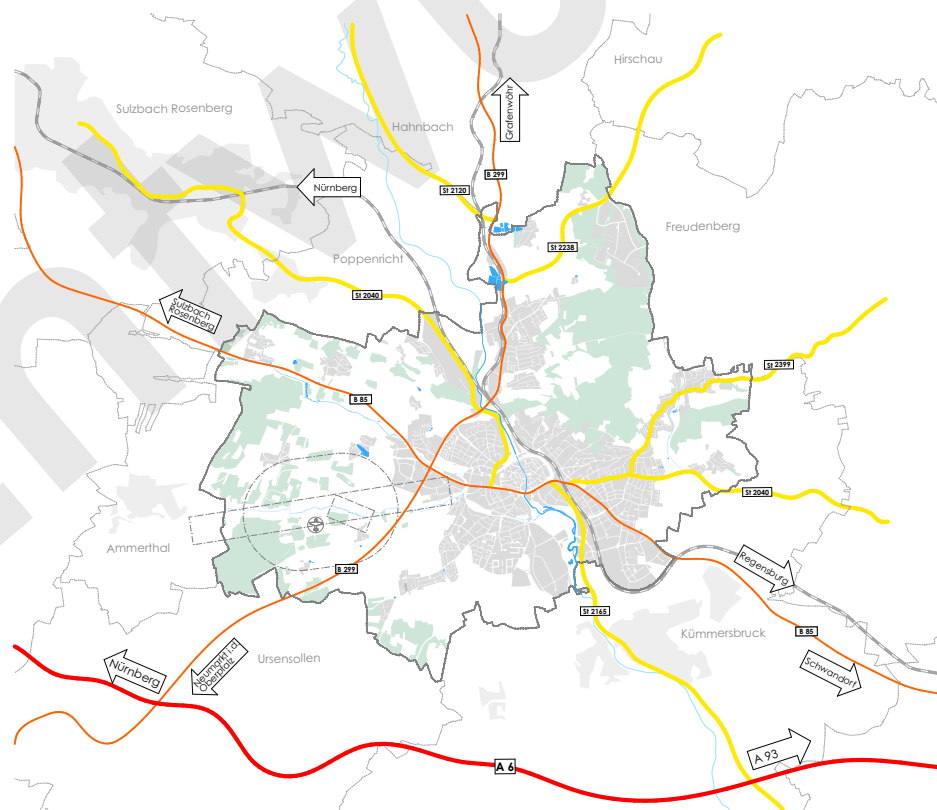 Hirschau
Sulzbach Rosenberg
Grafenwöhr
Hahnbach
B 299
Nürnberg
St 2120
Freudenberg
St 2238
Poppenricht
St 2040
Sulzbach
Rosenberg
St 2399
B 85
St 2040
Ammerthal
B 299
Regensburg
St 2165
Kümmersbruck
B 85
Ursensollen
Neumarkt i.d.
Oberpfalz
Nürnberg
Schwandorf
A 93
A 6